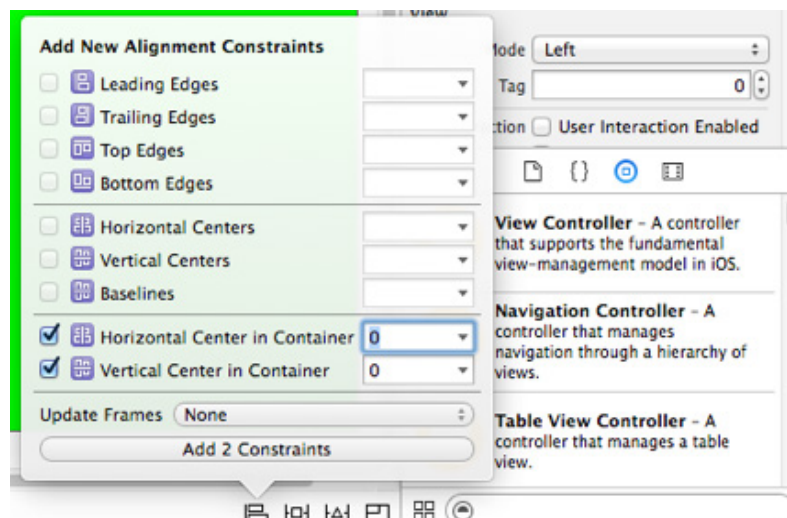 View
Add New Alignment Constraints
Mode Left
Leading Edges
Tag 0
Trailing Edges
User Interaction Enabled
Top Edges
Bottom Edges
{}
Horizontal Centers
Vertical Centers
Baselines
Horizontal Center in Container 0
Vertical Center in Container 0
Update Frames None
Add 2 Constraints
View Controller – A controller
that supports the fundamental
view-management model in iOS.
Navigation Controller – A
controller that manages
navigation through a hierarchy of
views.
Table View Controller – A
controller that manages a table
view.